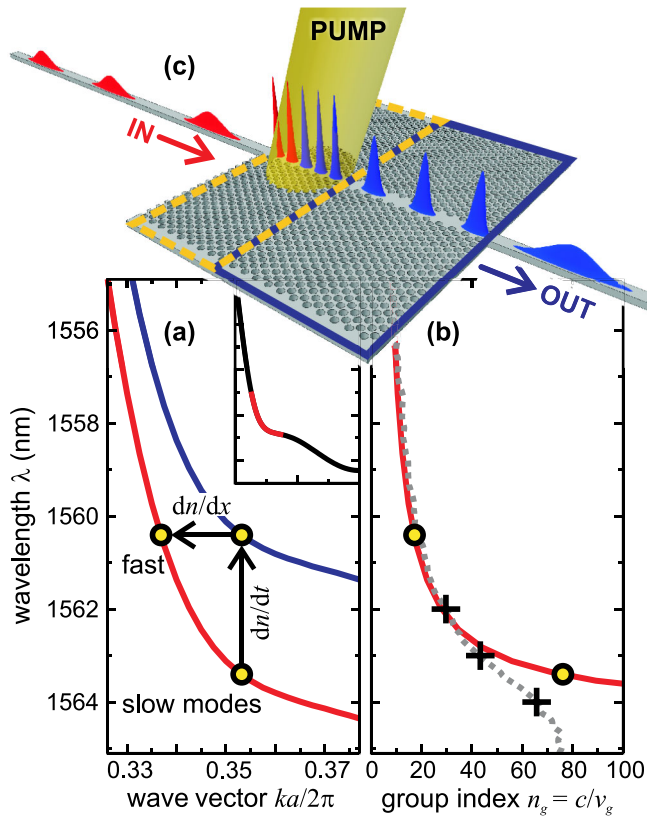 PUMP
(c)
IN
OUT
(a)
(b)
wavelength λ (nm)
1556
1558
1560
1562
1564
dn/dx
fast
dn/dt
slow modes
0.33
0.35
0.37
0
20
40
60
80
100
wave vector ka/2π
group index n_g = c/v_g